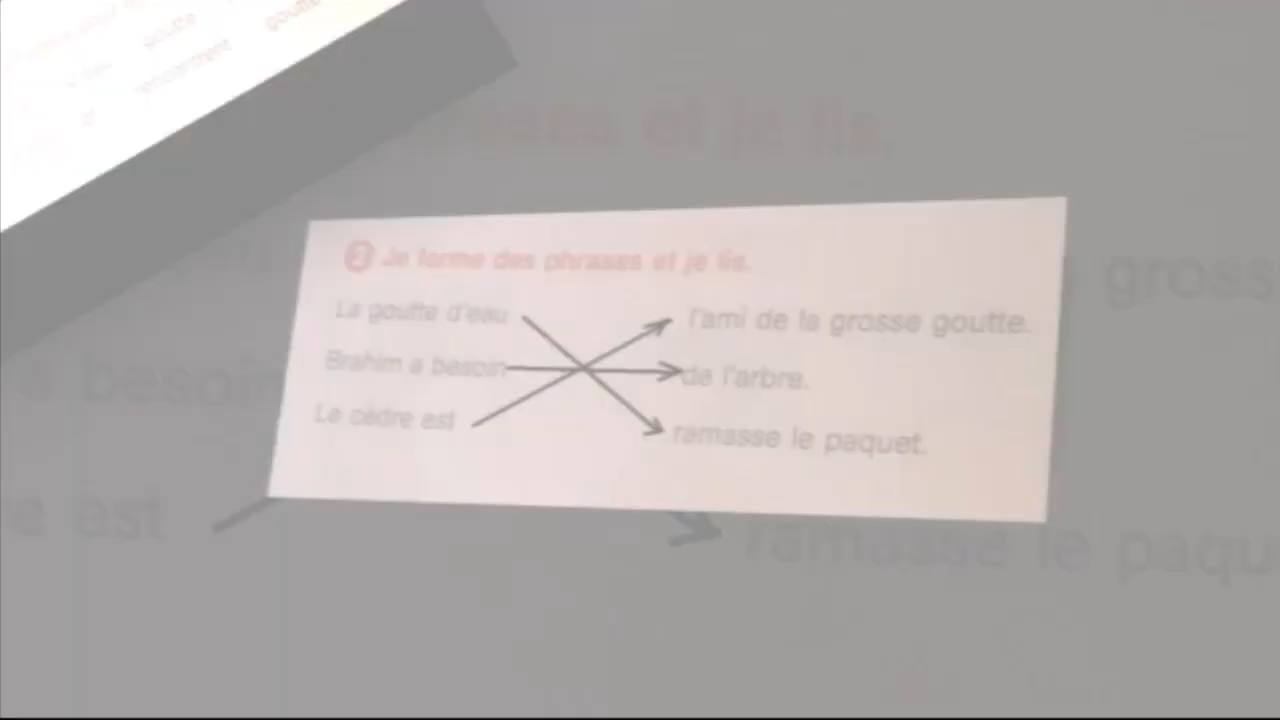 2 Je forme des phrases et je lis.
La goutte d'eau l'ami de la grosse goutte.
Brahim a besoin de l'arbre.
Le cèdre est ramasse le paquet.